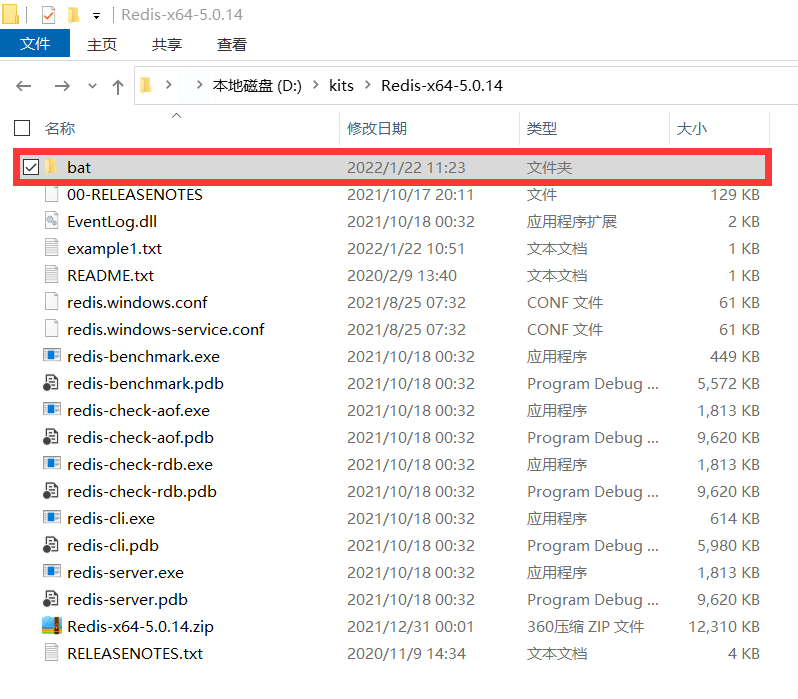 Redis-x64-5.0.14
文件 主页 共享 查看
本地磁盘 (D:) kits Redis-x64-5.0.14
名称 修改日期 类型 大小
bat 2022/1/22 11:23 文件夹
00-RELEASENOTES 2021/10/17 20:11 文件 129 KB
EventLog.dll 2021/10/18 00:32 应用程序扩展 2 KB
example1.txt 2022/1/22 10:51 文本文档 1 KB
README.txt 2020/2/9 13:40 文本文档 1 KB
redis.windows.conf 2021/8/25 07:32 CONF 文件 61 KB
redis.windows-service.conf 2021/8/25 07:32 CONF 文件 61 KB
redis-benchmark.exe 2021/10/18 00:32 应用程序 449 KB
redis-benchmark.pdb 2021/10/18 00:32 Program Debug ... 5,572 KB
redis-check-aof.exe 2021/10/18 00:32 应用程序 1,813 KB
redis-check-aof.pdb 2021/10/18 00:32 Program Debug ... 9,620 KB
redis-check-rdb.exe 2021/10/18 00:32 应用程序 1,813 KB
redis-check-rdb.pdb 2021/10/18 00:32 Program Debug ... 9,620 KB
redis-cli.exe 2021/10/18 00:32 应用程序 614 KB
redis-cli.pdb 2021/10/18 00:32 Program Debug ... 5,980 KB
redis-server.exe 2021/10/18 00:32 应用程序 1,813 KB
redis-server.pdb 2021/10/18 00:32 Program Debug ... 9,620 KB
Redis-x64-5.0.14.zip 2021/12/31 00:01 360压缩 ZIP 文件 12,310 KB
RELEASENOTES.txt 2020/11/9 14:34 文本文档 4 KB